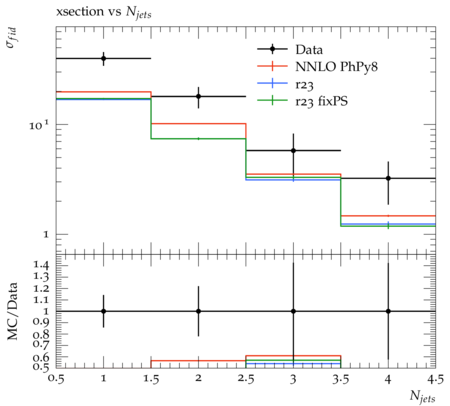 xsection vs N_jets
σ_fid
Data
NNLO PhPy8
r23
r23 fixPS
10^1
1
MC/Data
1.4
1.3
1.2
1.1
1
0.9
0.8
0.7
0.6
0.5
0.5 1 1.5 2 2.5 3 3.5 4 4.5
N_jets